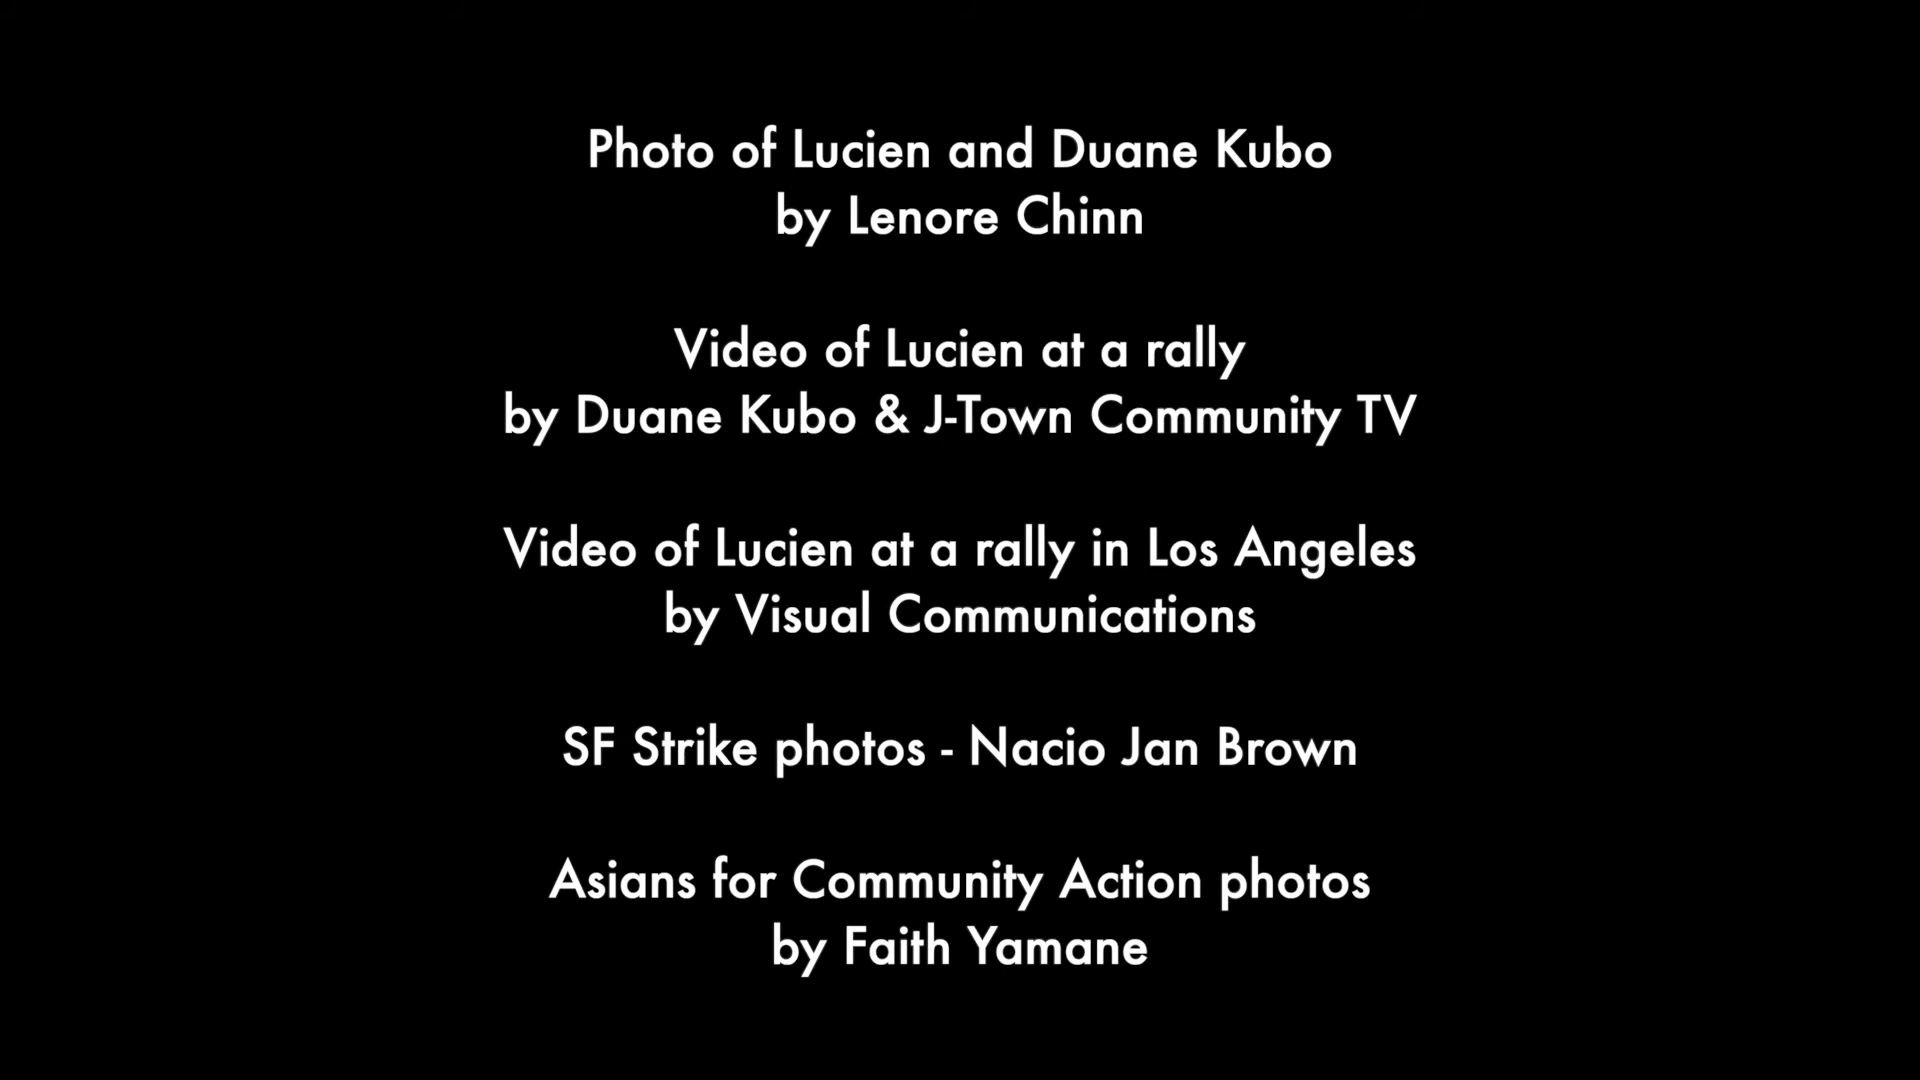 Photo of Lucien and Duane Kubo
by Lenore Chinn
Video of Lucien at a rally
by Duane Kubo & J-Town Community TV
Video of Lucien at a rally in Los Angeles
by Visual Communications
SF Strike photos - Nacio Jan Brown
Asians for Community Action photos
by Faith Yamane